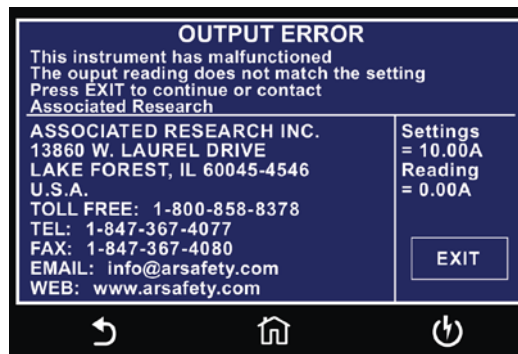 OUTPUT ERROR
This instrument has malfunctioned
The ouput reading does not match the setting
Press EXIT to continue or contact
Associated Research
ASSOCIATED RESEARCH INC.
13860 W. LAUREL DRIVE
LAKE FOREST, IL 60045-4546
U.S.A.
TOLL FREE: 1-800-858-8378
TEL: 1-847-367-4077
FAX: 1-847-367-4080
EMAIL: info@arsafety.com
WEB: www.arsafety.com
Settings
= 10.00A
Reading
= 0.00A
EXIT